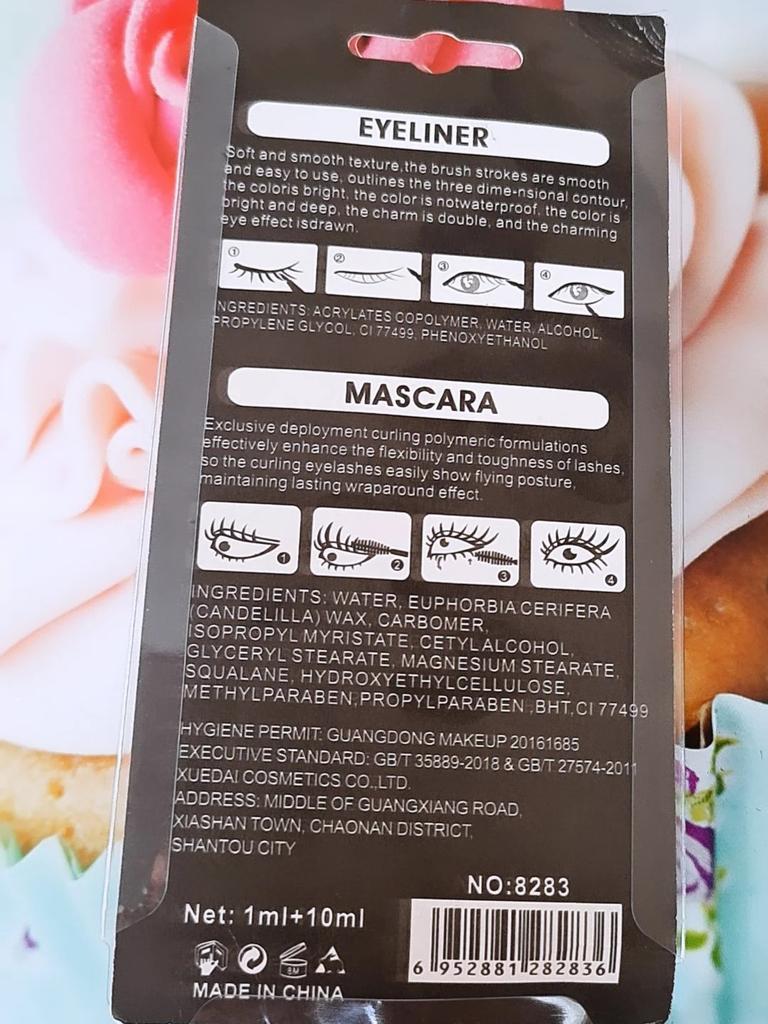 EYELINER
Soft and smooth texture,the brush strokes are smooth
and easy to use, outlines the three dime-nsional contour,
the coloris bright, the color is notwaterproof, the color is
bright and deep, the charm is double, and the charming
eye effect isdrawn.
① ② ③ ④
INGREDIENTS: ACRYLATES COPOLYMER, WATER, ALCOHOL,
PROPYLENE GLYCOL, CI 77499, PHENOXYETHANOL
MASCARA
Exclusive deployment curling polymeric formulations
effectively enhance the flexibility and toughness of lashes,
so the curling eyelashes easily show flying posture,
maintaining lasting wraparound effect.
1 2 3 4
INGREDIENTS: WATER, EUPHORBIA CERIFERA
(CANDELILLA) WAX, CARBOMER,
ISOPROPYL MYRISTATE, CETYL ALCOHOL,
GLYCERYL STEARATE, MAGNESIUM STEARATE,
SQUALANE, HYDROXYETHYLCELLULOSE,
METHYLPARABEN,PROPYLPARABEN ,BHT,CI 77499
HYGIENE PERMIT: GUANGDONG MAKEUP 20161685
EXECUTIVE STANDARD: GB/T 35889-2018 & GB/T 27574-2011
XUEDAI COSMETICS CO.,LTD.
ADDRESS: MIDDLE OF GUANGXIANG ROAD,
XIASHAN TOWN, CHAONAN DISTRICT,
SHANTOU CITY
NO:8283
Net: 1ml+10ml
6M
6 952881 282836
MADE IN CHINA